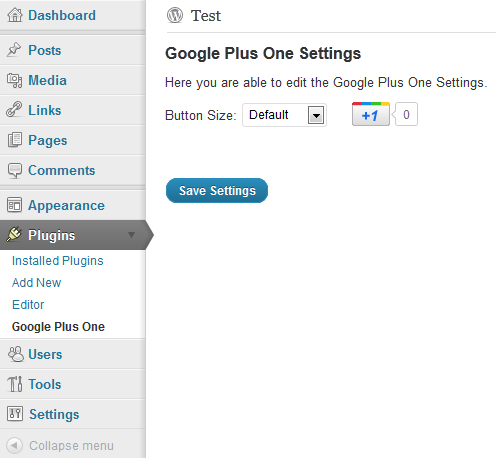 Dashboard
Posts
Media
Links
Pages
Comments
Appearance
Plugins
Installed Plugins
Add New
Editor
Google Plus One
Users
Tools
Settings
Collapse menu
Test
Google Plus One Settings
Here you are able to edit the Google Plus One Settings.
Button Size: Default +1 0
Save Settings